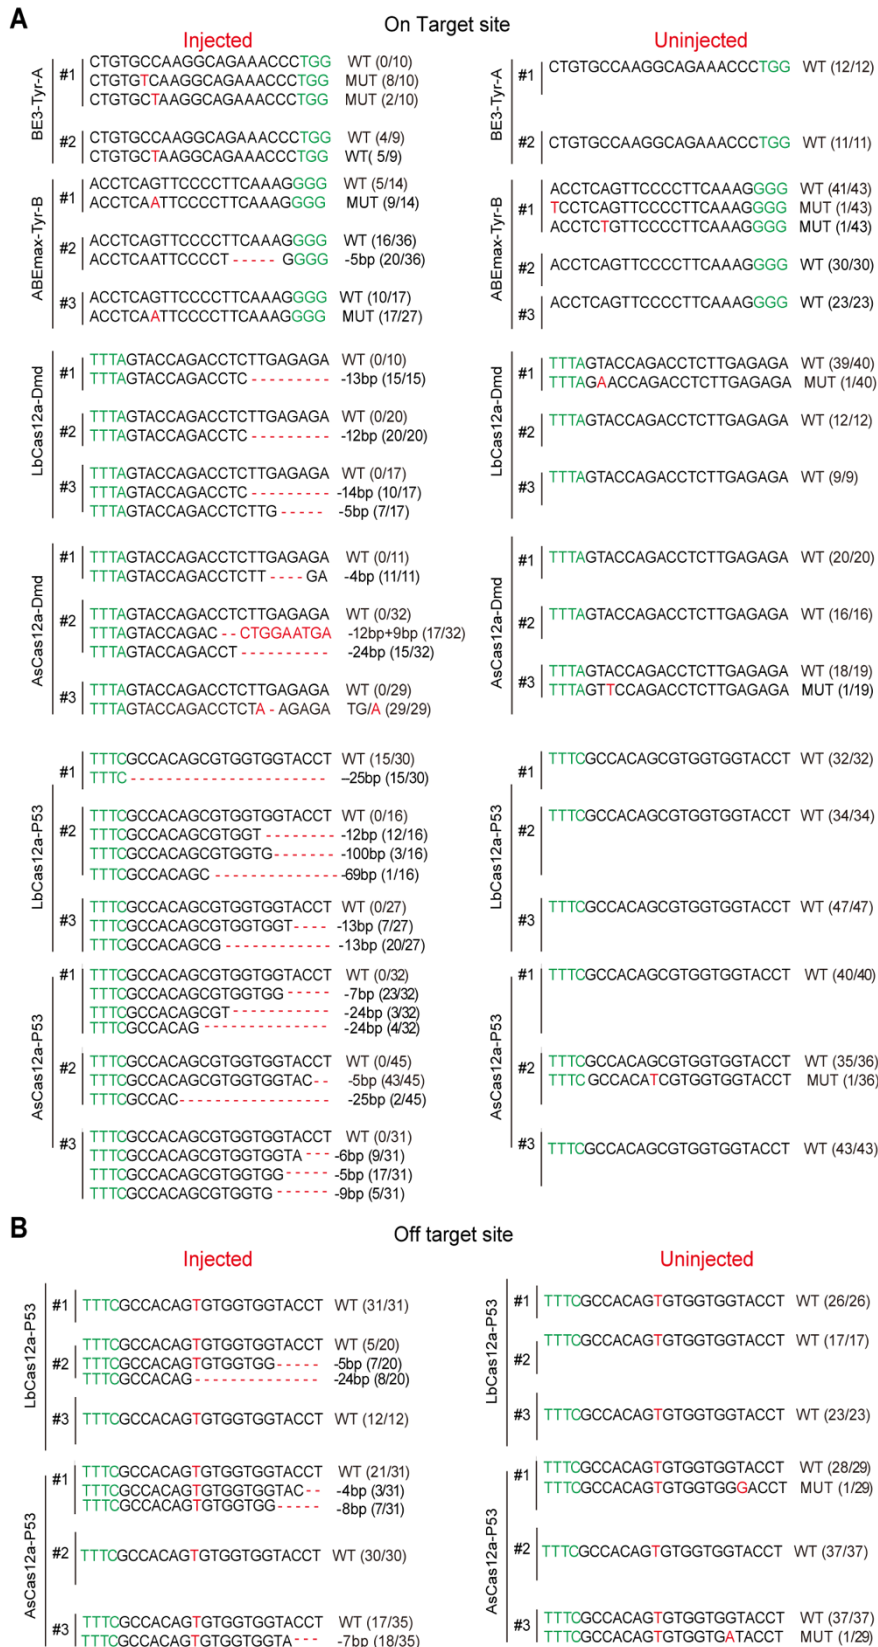 A
On Target site
Injected
Uninjected
BE3-Tyr-A
#1
CTGTGCCAAGGCAGAAACCCTGG WT (0/10)
CTGTGTCAAGGCAGAAACCCTGG MUT (8/10)
CTGTGCTAAGGCAGAAACCCTGG MUT (2/10)
#2
CTGTGCCAAGGCAGAAACCCTGG WT (4/9)
CTGTGCTAAGGCAGAAACCCTGG WT( 5/9)
ABEmax-Tyr-B
#1
ACCTCAGTTCCCCTTCAAAGGGG WT (5/14)
ACCTCAATTCCCCTTCAAAGGGG MUT (9/14)
#2
ACCTCAGTTCCCCTTCAAAGGGG WT (16/36)
ACCTCAATTCCCCT ----- GGGG -5bp (20/36)
#3
ACCTCAGTTCCCCTTCAAAGGGG WT (10/17)
ACCTCAATTCCCCTTCAAAGGGG MUT (17/27)
LbCas12a-Dmd
#1
TTTAGTACCAGACCTCTTGAGAGA WT (0/10)
TTTAGTACCAGACCTC --------- -13bp (15/15)
#2
TTTAGTACCAGACCTCTTGAGAGA WT (0/20)
TTTAGTACCAGACCTC --------- -12bp (20/20)
#3
TTTAGTACCAGACCTCTTGAGAGA WT (0/17)
TTTAGTACCAGACCTC --------- -14bp (10/17)
TTTAGTACCAGACCTCTTG ----- -5bp (7/17)
AsCas12a-Dmd
#1
TTTAGTACCAGACCTCTTGAGAGA WT (0/11)
TTTAGTACCAGACCTCTT ---- GA -4bp (11/11)
#2
TTTAGTACCAGACCTCTTGAGAGA WT (0/32)
TTTAGTACCAGAC --CTGGAATGA -12bp+9bp (17/32)
TTTAGTACCAGACCT ---------- -24bp (15/32)
#3
TTTAGTACCAGACCTCTTGAGAGA WT (0/29)
TTTAGTACCAGACCTCTA- AGAGA TG/A (29/29)
LbCas12a-P53
#1
TTTCGCCACAGCGTGGTGGTACCT WT (15/30)
TTTC --------------------- –25bp (15/30)
#2
TTTCGCCACAGCGTGGTGGTACCT WT (0/16)
TTTCGCCACAGCGTGGT -------- -12bp (12/16)
TTTCGCCACAGCGTGGTG------- -100bp (3/16)
TTTCGCCACAGC ------------- -69bp (1/16)
#3
TTTCGCCACAGCGTGGTGGTACCT WT (0/27)
TTTCGCCACAGCGTGGTGGT---- -13bp (7/27)
TTTCGCCACAGCG ------------ -13bp (20/27)
AsCas12a-P53
#1
TTTCGCCACAGCGTGGTGGTACCT WT (0/32)
TTTCGCCACAGCGTGGTGG ----- -7bp (23/32)
TTTCGCCACAGCGT----------- -24bp (3/32)
TTTCGCCACAG -------------- -24bp (4/32)
#2
TTTCGCCACAGCGTGGTGGTACCT WT (0/45)
TTTCGCCACAGCGTGGTGGTAC-- -5bp (43/45)
TTTCGCCAC---------------- -25bp (2/45)
#3
TTTCGCCACAGCGTGGTGGTACCT WT (0/31)
TTTCGCCACAGCGTGGTGGTA --- -6bp (9/31)
TTTCGCCACAGCGTGGTGG----- -5bp (17/31)
TTTCGCCACAGCGTGGTG ------ -9bp (5/31)
BE3-Tyr-A
#1
CTGTGCCAAGGCAGAAACCCTGG WT (12/12)
#2
CTGTGCCAAGGCAGAAACCCTGG WT (11/11)
ABEmax-Tyr-B
#1
ACCTCAGTTCCCCTTCAAAGGGG WT (41/43)
TCCTCAGTTCCCCTTCAAAGGGG MUT (1/43)
ACCTCTGTTCCCCTTCAAAGGGG MUT (1/43)
#2
ACCTCAGTTCCCCTTCAAAGGGG WT (30/30)
#3
ACCTCAGTTCCCCTTCAAAGGGG WT (23/23)
LbCas12a-Dmd
#1
TTTAGTACCAGACCTCTTGAGAGA WT (39/40)
TTTAGAACCAGACCTCTTGAGAGA MUT (1/40)
#2
TTTAGTACCAGACCTCTTGAGAGA WT (12/12)
#3
TTTAGTACCAGACCTCTTGAGAGA WT (9/9)
AsCas12a-Dmd
#1
TTTAGTACCAGACCTCTTGAGAGA WT (20/20)
#2
TTTAGTACCAGACCTCTTGAGAGA WT (16/16)
#3
TTTAGTACCAGACCTCTTGAGAGA WT (18/19)
TTTAGTTCCAGACCTCTTGAGAGA MUT (1/19)
LbCas12a-P53
#1
TTTCGCCACAGCGTGGTGGTACCT WT (32/32)
#2
TTTCGCCACAGCGTGGTGGTACCT WT (34/34)
#3
TTTCGCCACAGCGTGGTGGTACCT WT (47/47)
AsCas12a-P53
#1
TTTCGCCACAGCGTGGTGGTACCT WT (40/40)
#2
TTTCGCCACAGCGTGGTGGTACCT WT (35/36)
TTTC GCCACATCGTGGTGGTACCT MUT (1/36)
#3
TTTCGCCACAGCGTGGTGGTACCT WT (43/43)
B
Off target site
Injected
Uninjected
LbCas12a-P53
#1
TTTCGCCACAGTGTGGTGGTACCT WT (31/31)
#2
TTTCGCCACAGTGTGGTGGTACCT WT (5/20)
TTTCGCCACAGTGTGGTGG ----- -5bp (7/20)
TTTCGCCACAG -------------- -24bp (8/20)
#3
TTTCGCCACAGTGTGGTGGTACCT WT (12/12)
AsCas12a-P53
#1
TTTCGCCACAGTGTGGTGGTACCT WT (21/31)
TTTCGCCACAGTGTGGTGGTAC -- -4bp (3/31)
TTTCGCCACAGTGTGGTGG ----- -8bp (7/31)
#2
TTTCGCCACAGTGTGGTGGTACCT WT (30/30)
#3
TTTCGCCACAGTGTGGTGGTACCT WT (17/35)
TTTCGCCACAGTGTGGTGGTA --- -7bp (18/35)
LbCas12a-P53
#1
TTTCGCCACAGTGTGGTGGTACCT WT (26/26)
#2
TTTCGCCACAGTGTGGTGGTACCT WT (17/17)
#3
TTTCGCCACAGTGTGGTGGTACCT WT (23/23)
AsCas12a-P53
#1
TTTCGCCACAGTGTGGTGGTACCT WT (28/29)
TTTCGCCACAGTGTGGTGGGACCT MUT (1/29)
#2
TTTCGCCACAGTGTGGTGGTACCT WT (37/37)
#3
TTTCGCCACAGTGTGGTGGTACCT WT (37/37)
TTTCGCCACAGTGTGGTGATACCT MUT (1/29)